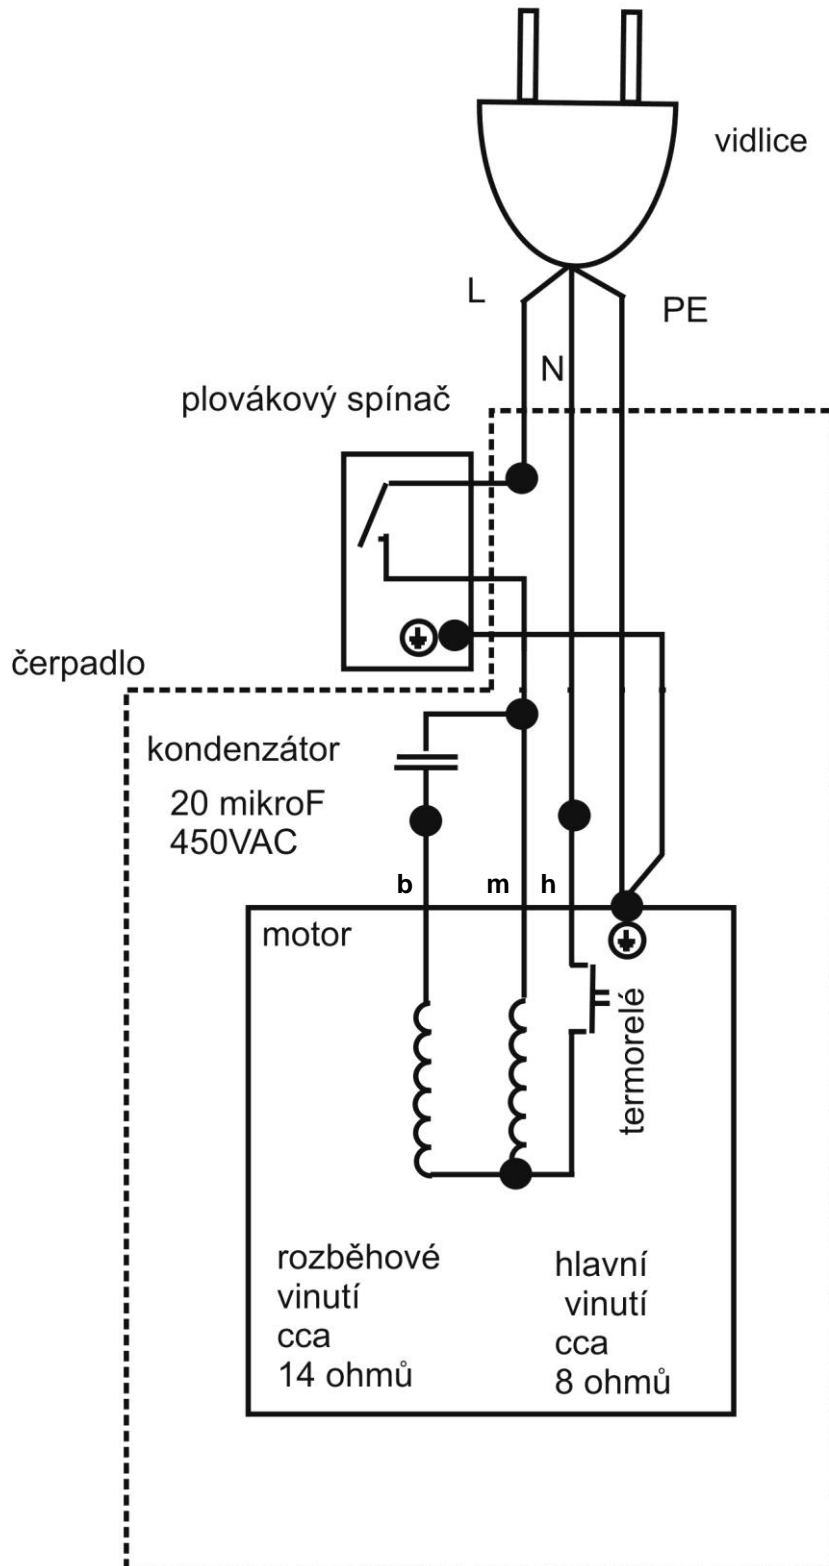 vidlice
L
PE
N
plovákový spínač
čerpadlo
kondenzátor
20 mikroF
450VAC
b
m
h
motor
termorelé
rozběhové
vinutí
cca
14 ohmů
hlavní
vinutí
cca
8 ohmů